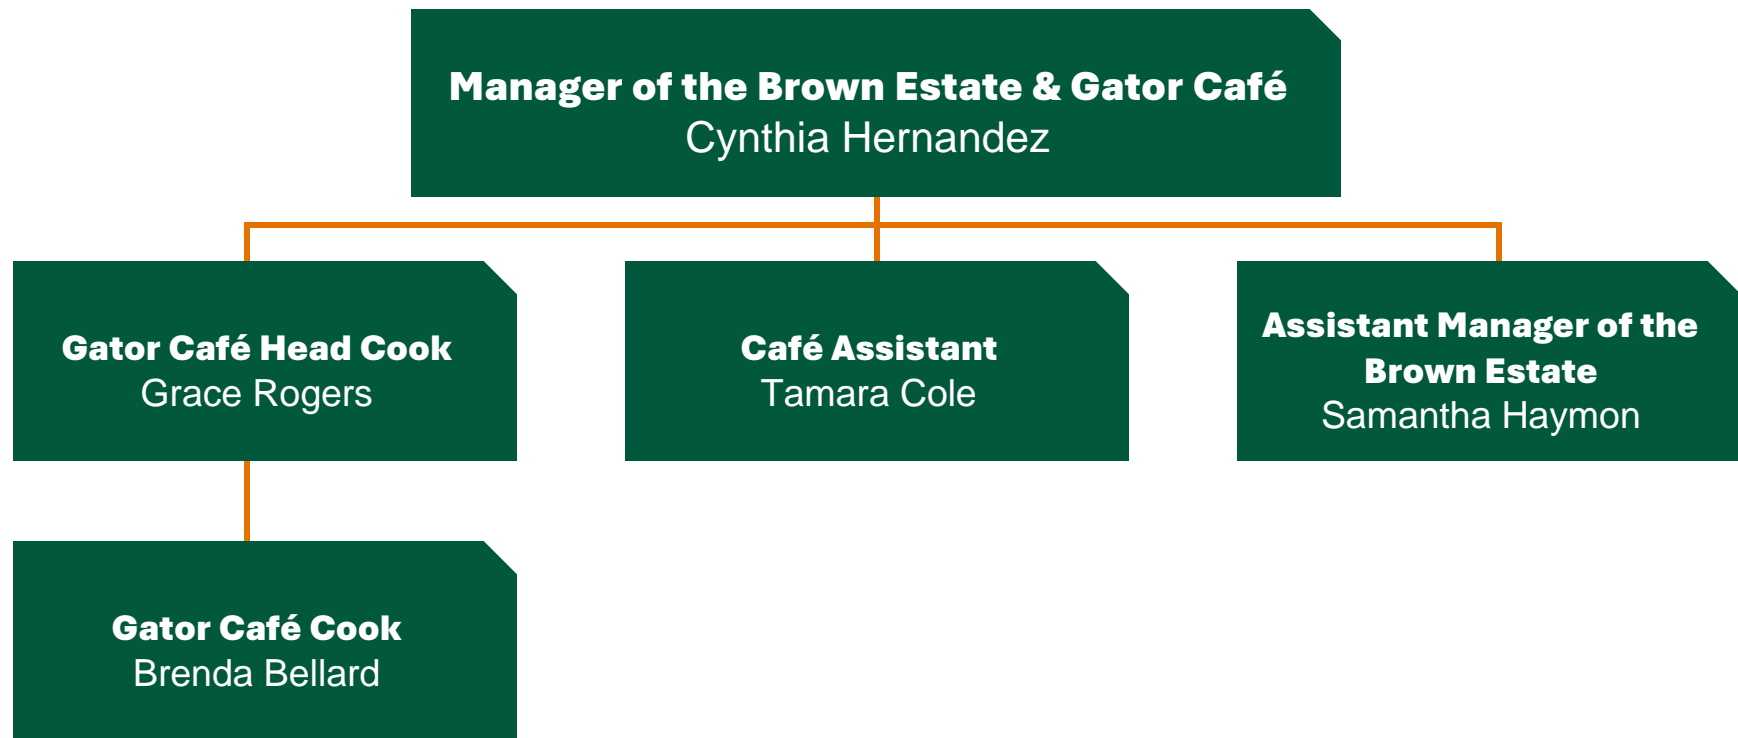 Manager of the Brown Estate & Gator Café
Cynthia Hernandez
Gator Café Head Cook
Grace Rogers
Café Assistant
Tamara Cole
Assistant Manager of the
Brown Estate
Samantha Haymon
Gator Café Cook
Brenda Bellard